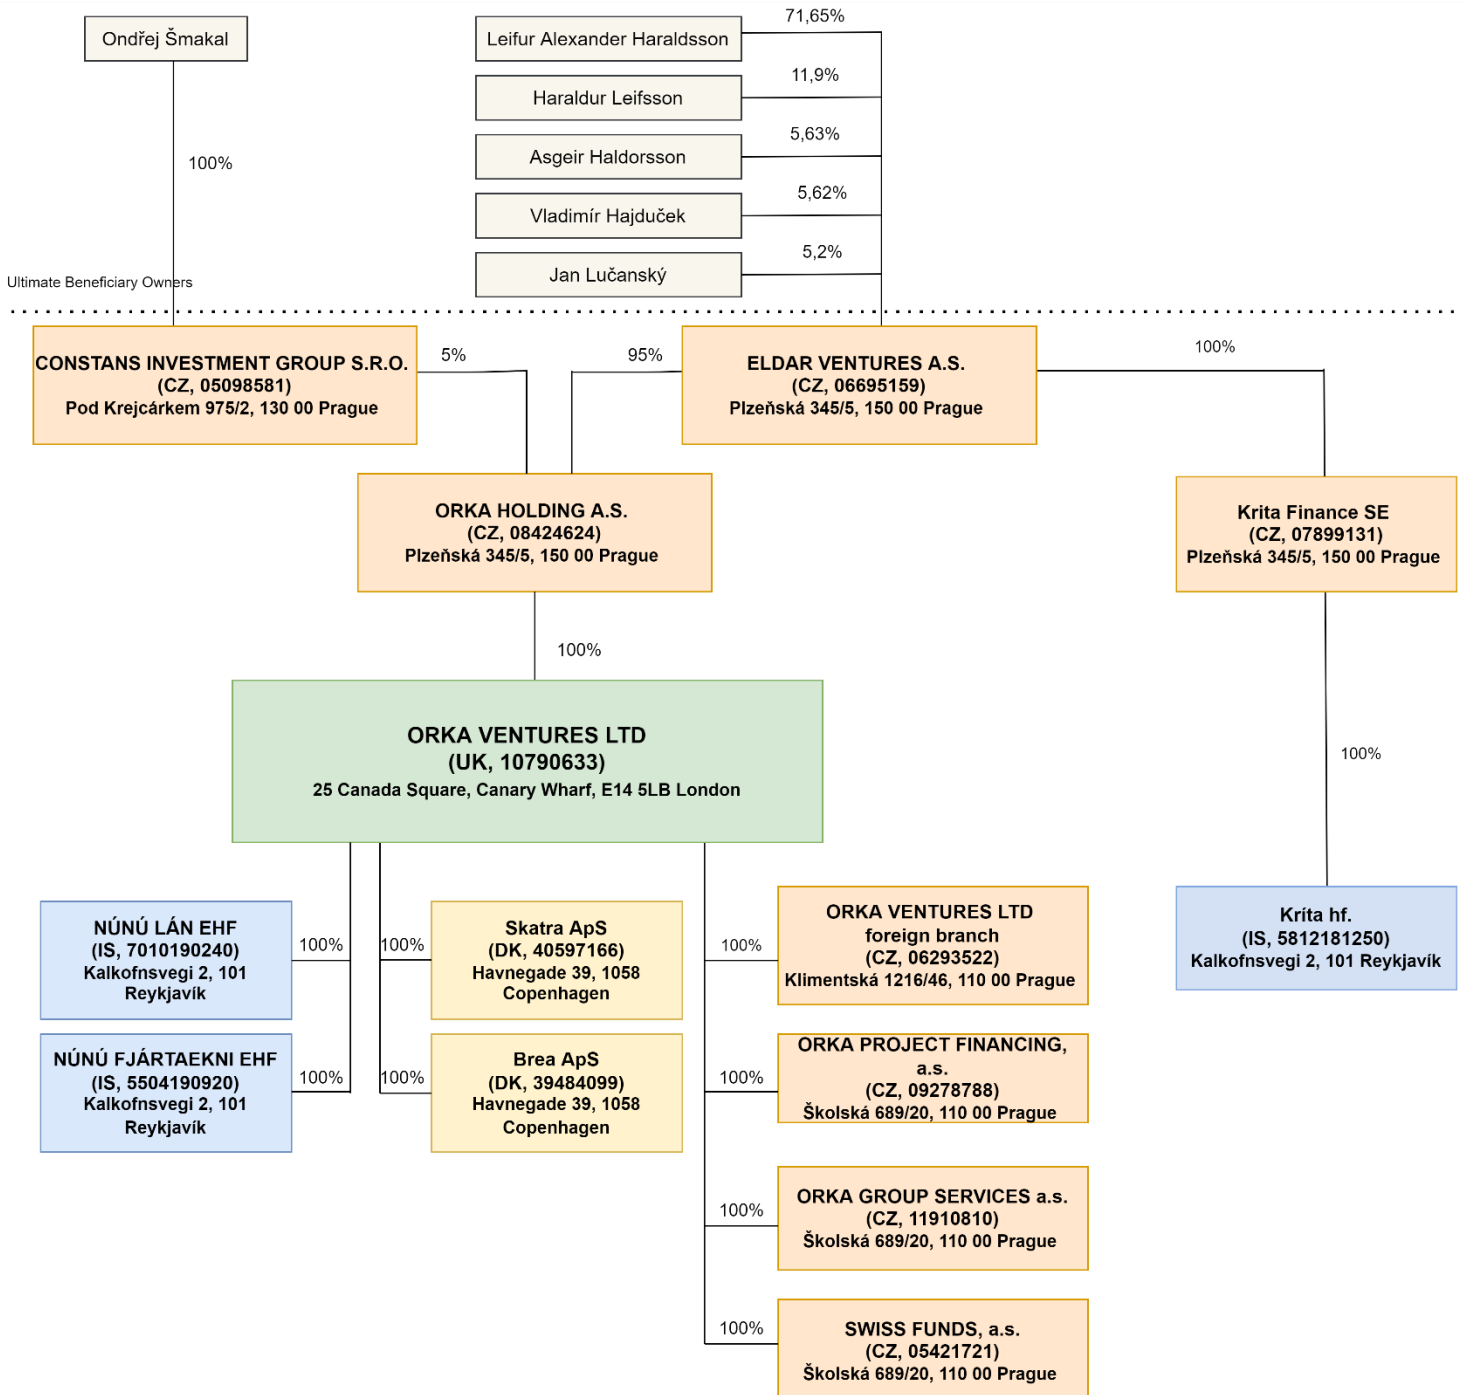 Ondřej Šmakal
100%
Leifur Alexander Haraldsson
71,65%
Haraldur Leifsson
11,9%
Asgeir Haldorsson
5,63%
Vladimír Hajduček
5,62%
Jan Lučanský
5,2%
Ultimate Beneficiary Owners
CONSTANS INVESTMENT GROUP S.R.O.
(CZ, 05098581)
Pod Krejcárkem 975/2, 130 00 Prague
5%
95%
ELDAR VENTURES A.S.
(CZ, 06695159)
Plzeňská 345/5, 150 00 Prague
100%
ORKA HOLDING A.S.
(CZ, 08424624)
Plzeňská 345/5, 150 00 Prague
Krita Finance SE
(CZ, 07899131)
Plzeňská 345/5, 150 00 Prague
100%
ORKA VENTURES LTD
(UK, 10790633)
25 Canada Square, Canary Wharf, E14 5LB London
100%
NÚNÚ LÁN EHF
(IS, 7010190240)
Kalkofnsvegi 2, 101
Reykjavík
100%
100%
Skatra ApS
(DK, 40597166)
Havnegade 39, 1058
Copenhagen
100%
ORKA VENTURES LTD
foreign branch
(CZ, 06293522)
Klimentská 1216/46, 110 00 Prague
Kríta hf.
(IS, 5812181250)
Kalkofnsvegi 2, 101 Reykjavík
NÚNÚ FJÁRTAEKNI EHF
(IS, 5504190920)
Kalkofnsvegi 2, 101
Reykjavík
100%
100%
Brea ApS
(DK, 39484099)
Havnegade 39, 1058
Copenhagen
100%
ORKA PROJECT FINANCING,
a.s.
(CZ, 09278788)
Školská 689/20, 110 00 Prague
100%
ORKA GROUP SERVICES a.s.
(CZ, 11910810)
Školská 689/20, 110 00 Prague
100%
SWISS FUNDS, a.s.
(CZ, 05421721)
Školská 689/20, 110 00 Prague